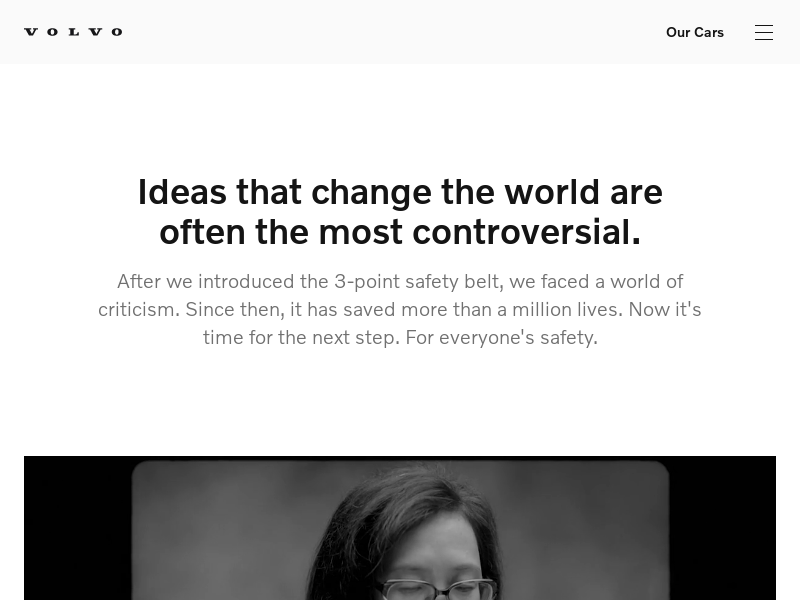 VOLVO
Our Cars
Ideas that change the world are
often the most controversial.
After we introduced the 3-point safety belt, we faced a world of
criticism. Since then, it has saved more than a million lives. Now it's
time for the next step. For everyone's safety.